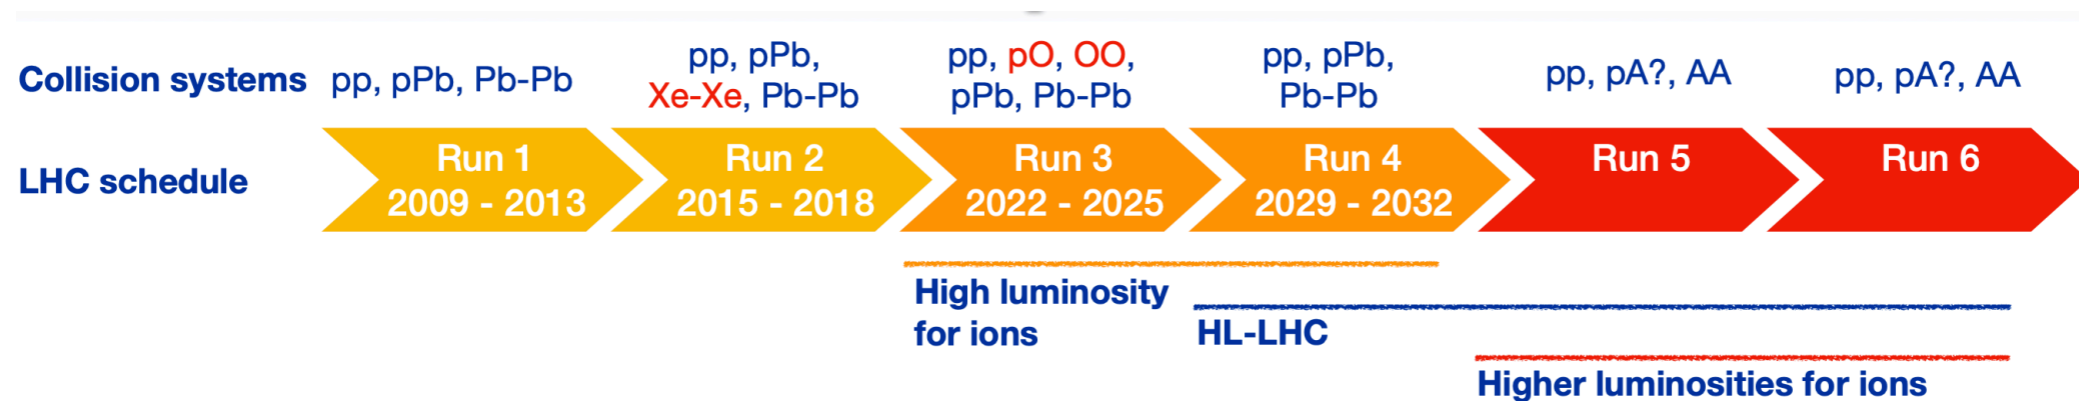 Collision systems
pp, pPb, Pb-Pb
pp, pPb,
Xe-Xe, Pb-Pb
pp, pO, OO,
pPb, Pb-Pb
pp, pPb,
Pb-Pb
pp, pA?, AA
pp, pA?, AA
LHC schedule
Run 1
2009 - 2013
Run 2
2015 - 2018
Run 3
2022 - 2025
Run 4
2029 - 2032
Run 5
Run 6
High luminosity
for ions
HL-LHC
Higher luminosities for ions